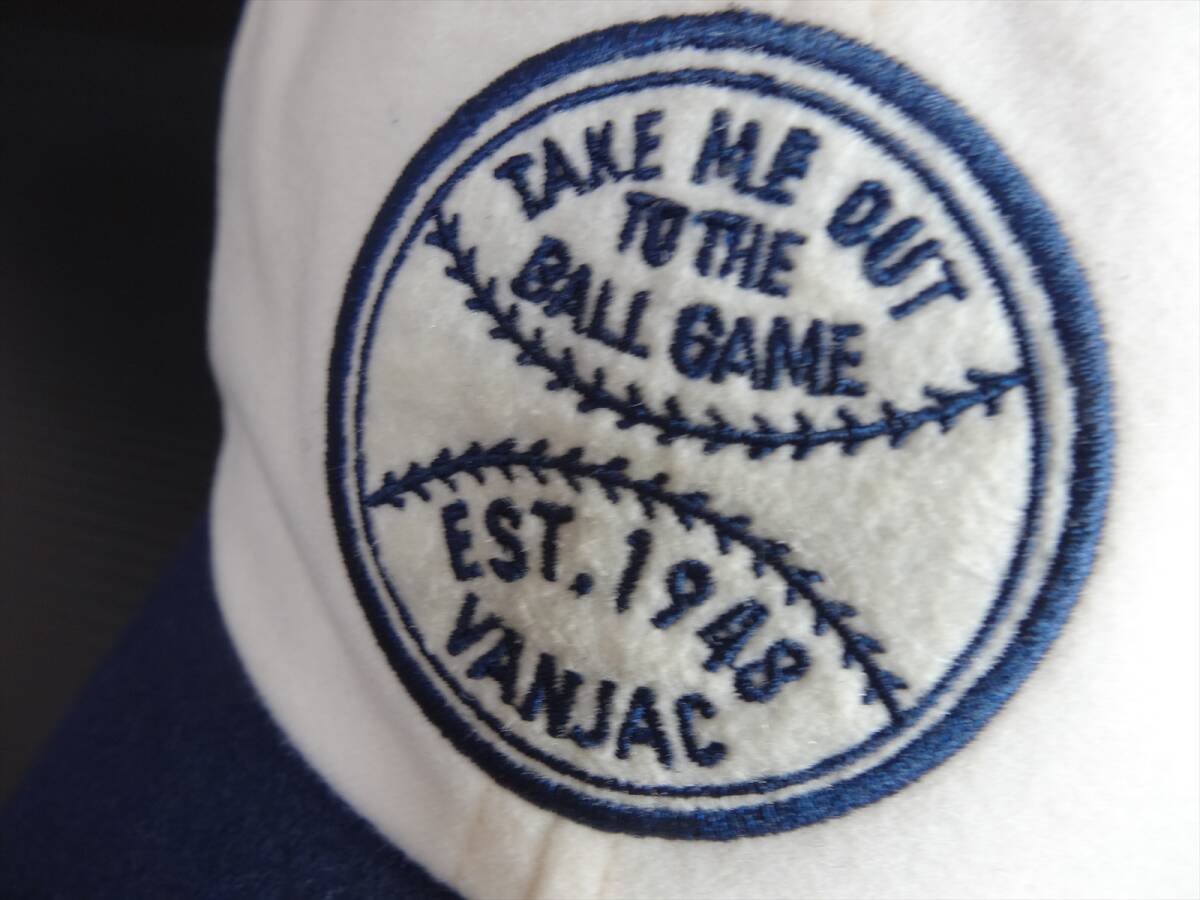 TAKE ME OUT
TO THE
BALL GAME
EST. 1948
VANJAC